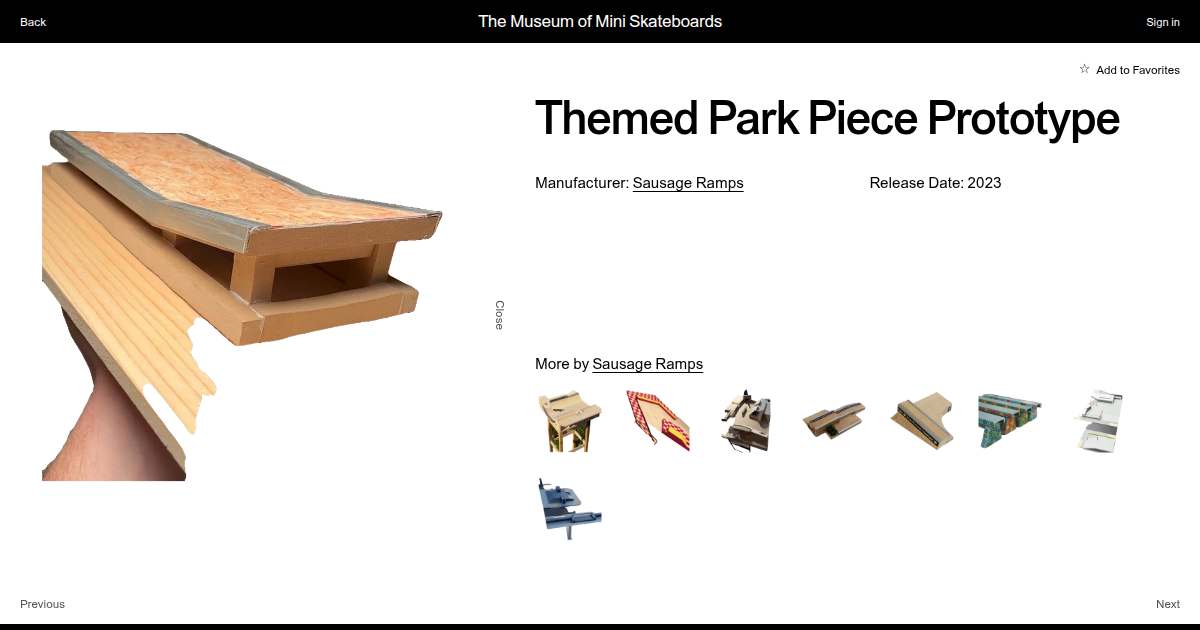 Back
The Museum of Mini Skateboards
Sign in
☆ Add to Favorites
Themed Park Piece Prototype
Manufacturer: Sausage Ramps
Release Date: 2023
Close
More by Sausage Ramps
Previous
Next